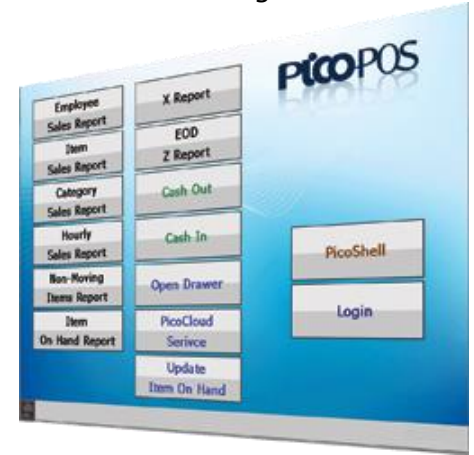 PicoPOS
Employee
Sales Report
Item
Sales Report
Category
Sales Report
Hourly
Sales Report
Non-Moving
Items Report
Item
On Hand Report
X Report
EOD
Z Report
Cash Out
Cash In
Open Drawer
PicoCloud
Serivce
Update
Item On Hand
PicoShell
Login